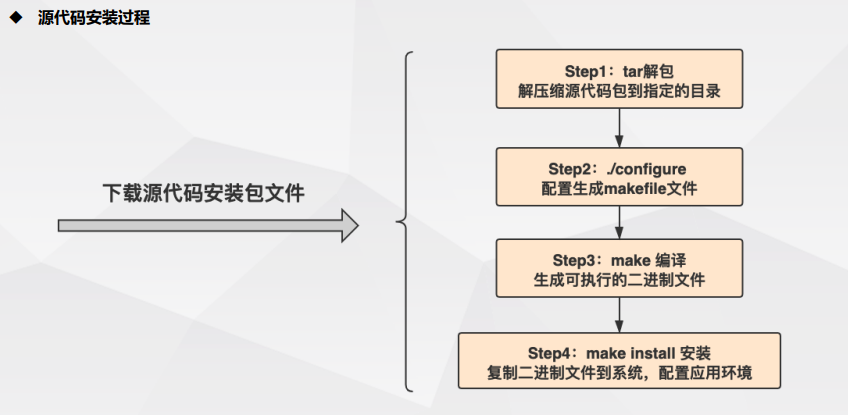 ◆ 源代码安装过程
下载源代码安装包文件
Step1：tar解包
解压缩源代码包到指定的目录
Step2：./configure
配置生成makefile文件
Step3：make 编译
生成可执行的二进制文件
Step4：make install 安装
复制二进制文件到系统，配置应用环境